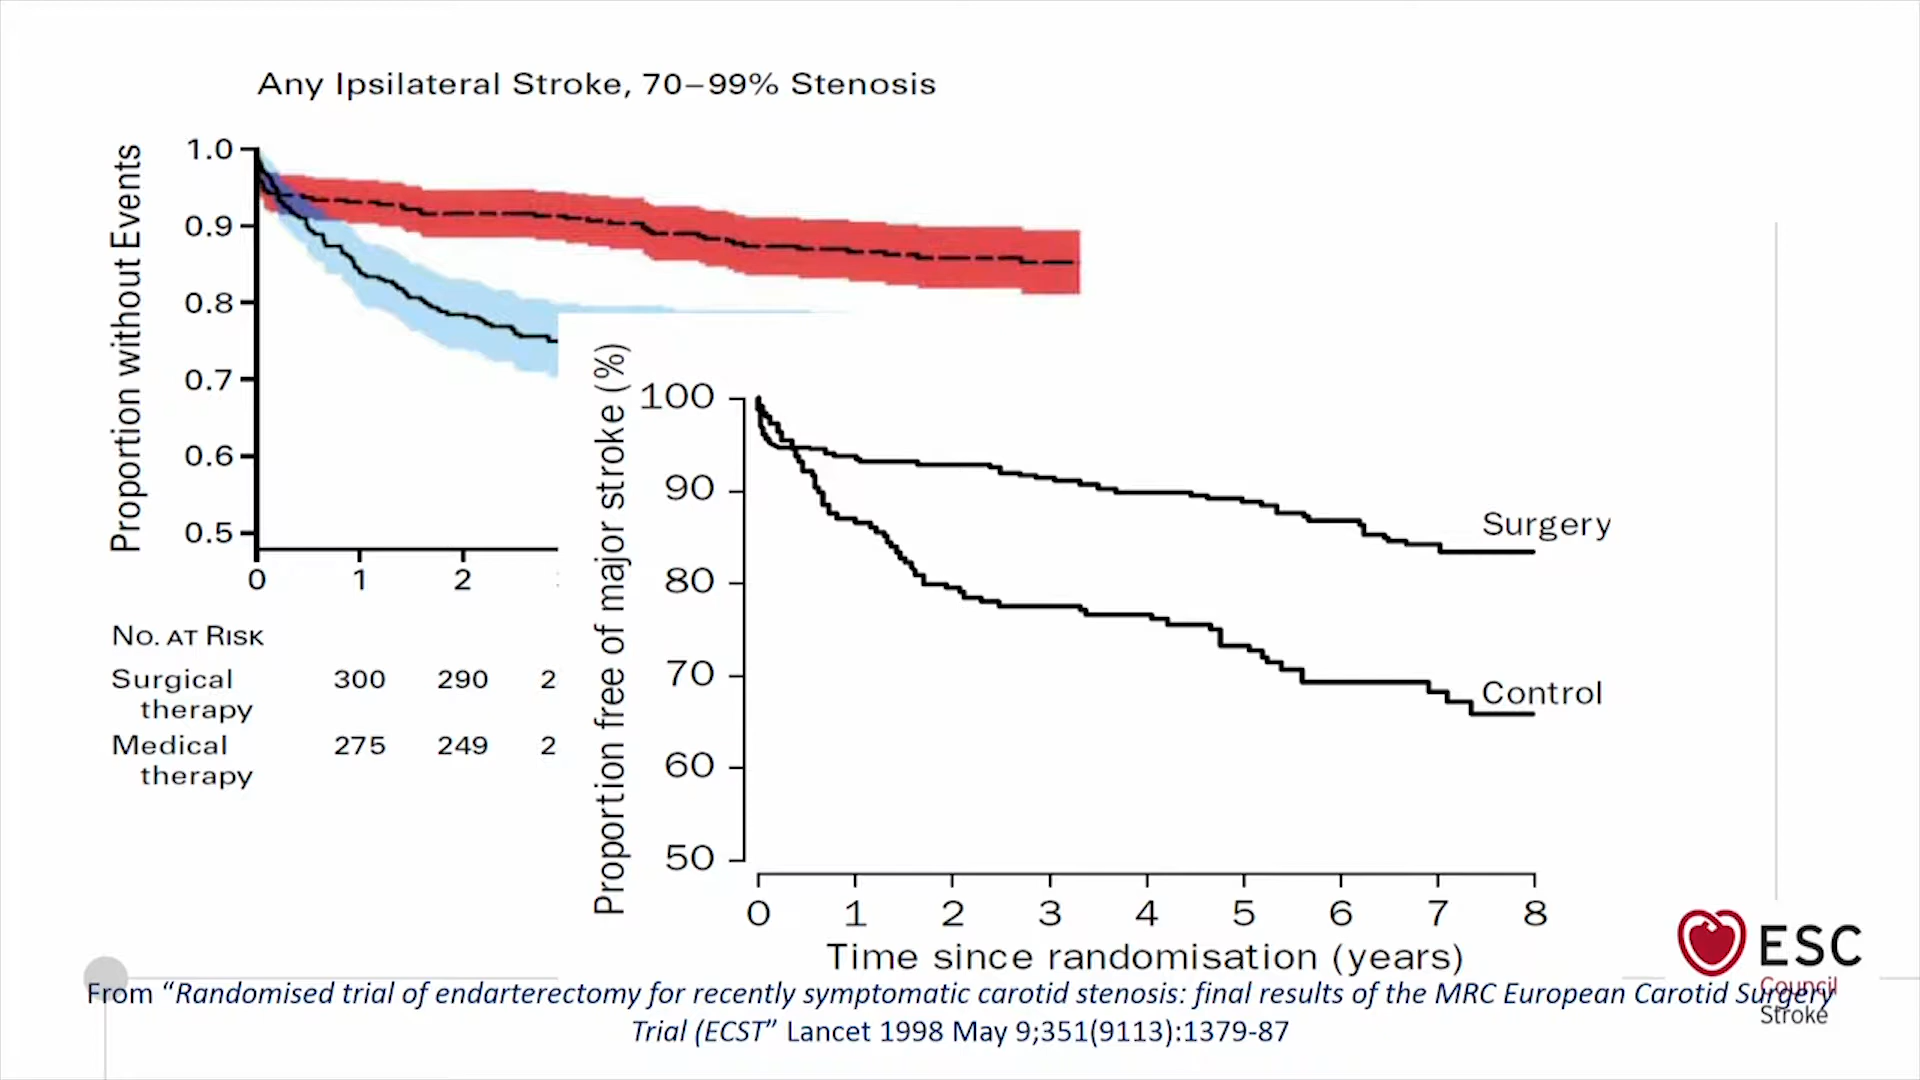 Any Ipsilateral Stroke, 70–99% Stenosis
Proportion without Events
1.0
0.9
0.8
0.7
0.6
0.5
0 1 2
No. at Risk
Surgical therapy 300 290 2
Medical therapy 275 249 2
Proportion free of major stroke (%)
100
90
80
70
60
50
Surgery
Control
0 1 2 3 4 5 6 7 8
Time since randomisation (years)
ESC
Council
Stroke
From “Randomised trial of endarterectomy for recently symptomatic carotid stenosis: final results of the MRC European Carotid Surgery
Trial (ECST” Lancet 1998 May 9;351(9113):1379-87